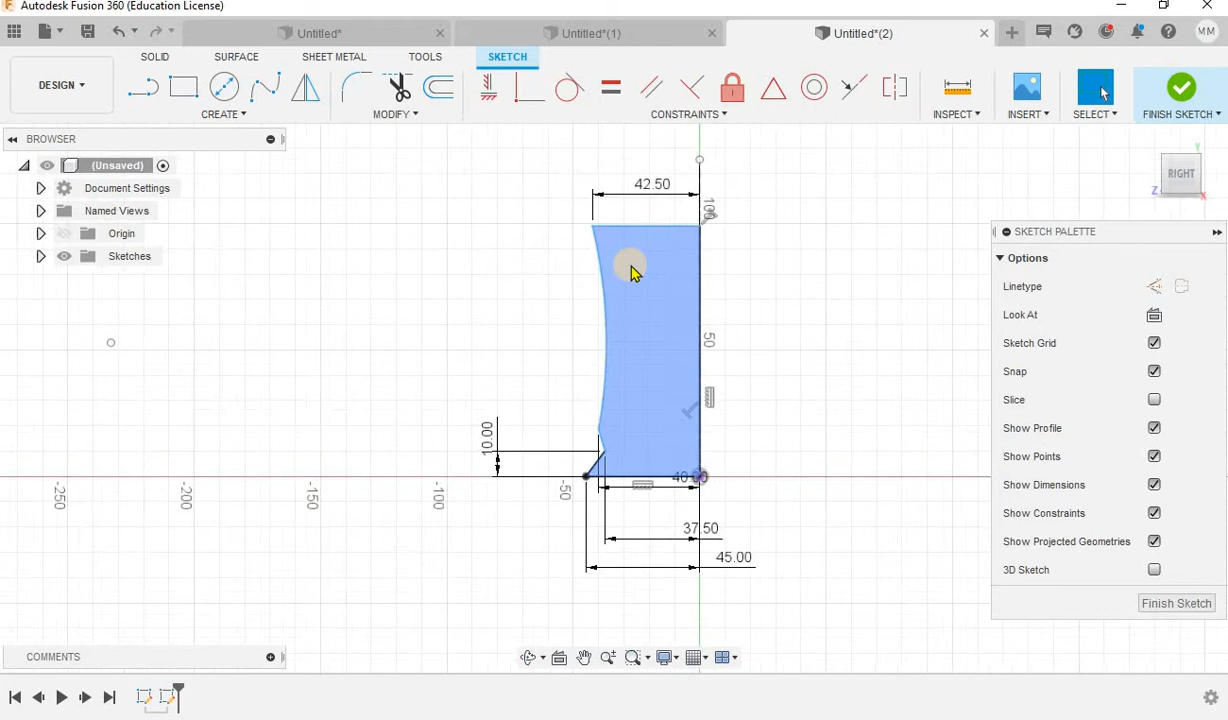 Autodesk Fusion 360 (Education License)
Untitled*
Untitled*(1)
Untitled*(2)
MM
DESIGN
SOLID
SURFACE
SHEET METAL
TOOLS
SKETCH
CREATE
MODIFY
CONSTRAINTS
INSPECT
INSERT
SELECT
FINISH SKETCH
BROWSER
(Unsaved)
Document Settings
Named Views
Origin
Sketches
RIGHT
Y
Z
X
42.50
100
50
10.00
40.00
37.50
45.00
-250
-200
-150
-100
-50
SKETCH PALETTE
Options
Linetype
Look At
Sketch Grid
Snap
Slice
Show Profile
Show Points
Show Dimensions
Show Constraints
Show Projected Geometries
3D Sketch
Finish Sketch
COMMENTS